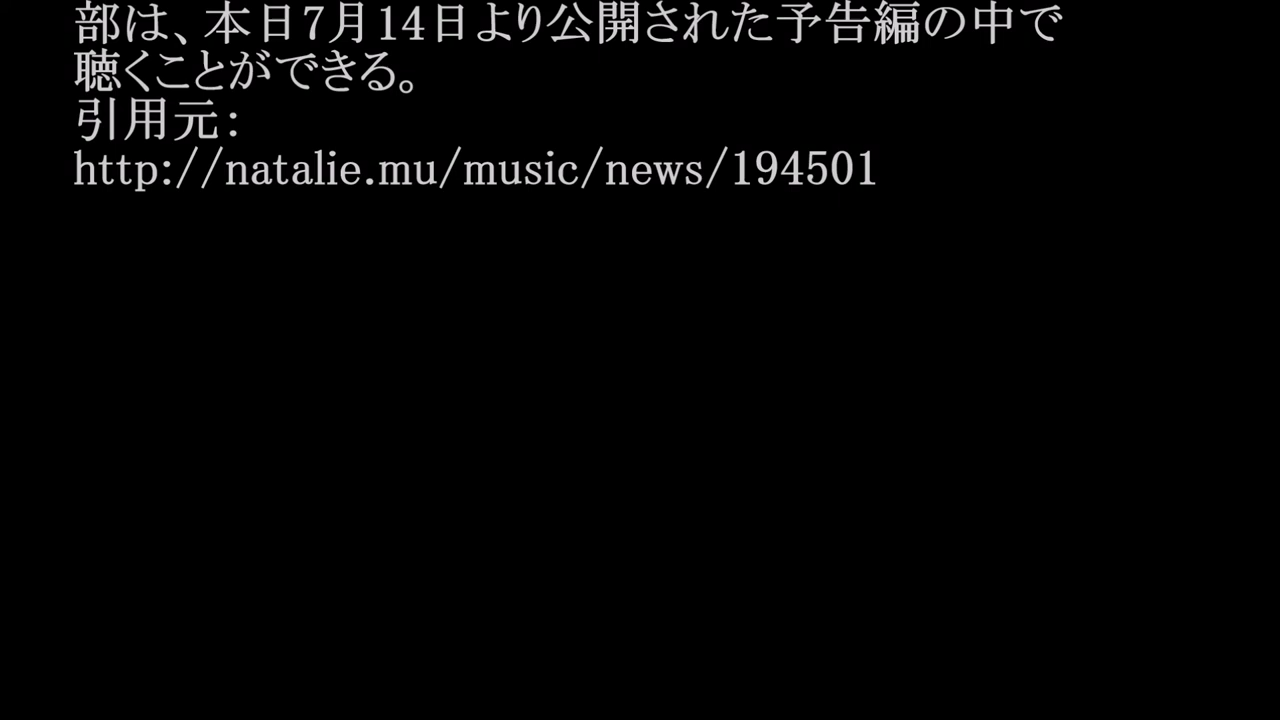 部は、本日7月14日より公開された予告編の中で
聴くことができる。
引用元：
http://natalie.mu/music/news/194501